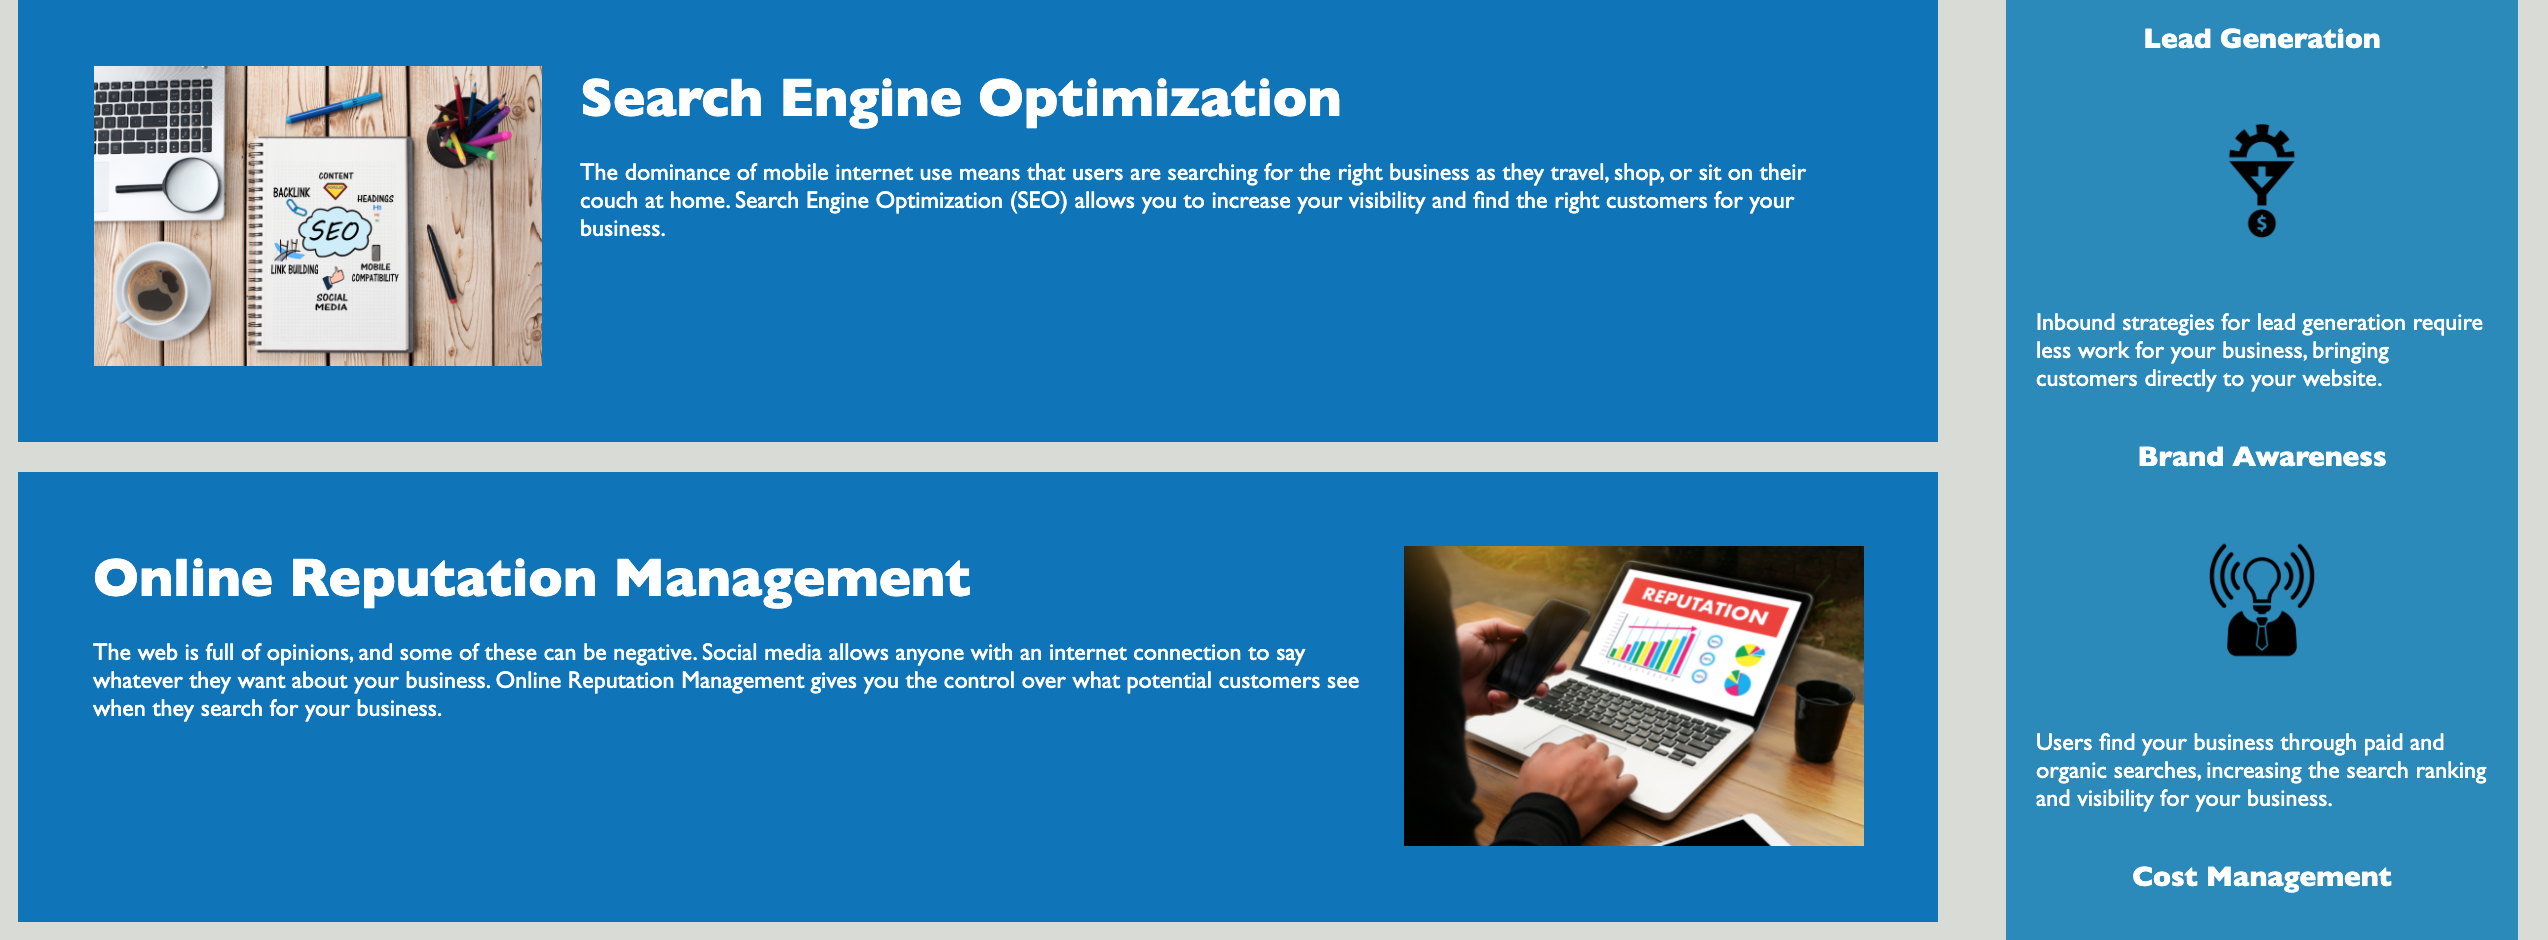 Search Engine Optimization
The dominance of mobile internet use means that users are searching for the right business as they travel, shop, or sit on their
couch at home. Search Engine Optimization (SEO) allows you to increase your visibility and find the right customers for your
business.
CONTENT
BACKLINK
HEADINGS
H1
SEO
LINK BUILDING
MOBILE
COMPATIBILITY
SOCIAL
MEDIA
Online Reputation Management
The web is full of opinions, and some of these can be negative. Social media allows anyone with an internet connection to say
whatever they want about your business. Online Reputation Management gives you the control over what potential customers see
when they search for your business.
REPUTATION
Lead Generation
$
Inbound strategies for lead generation require
less work for your business, bringing
customers directly to your website.
Brand Awareness
Users find your business through paid and
organic searches, increasing the search ranking
and visibility for your business.
Cost Management